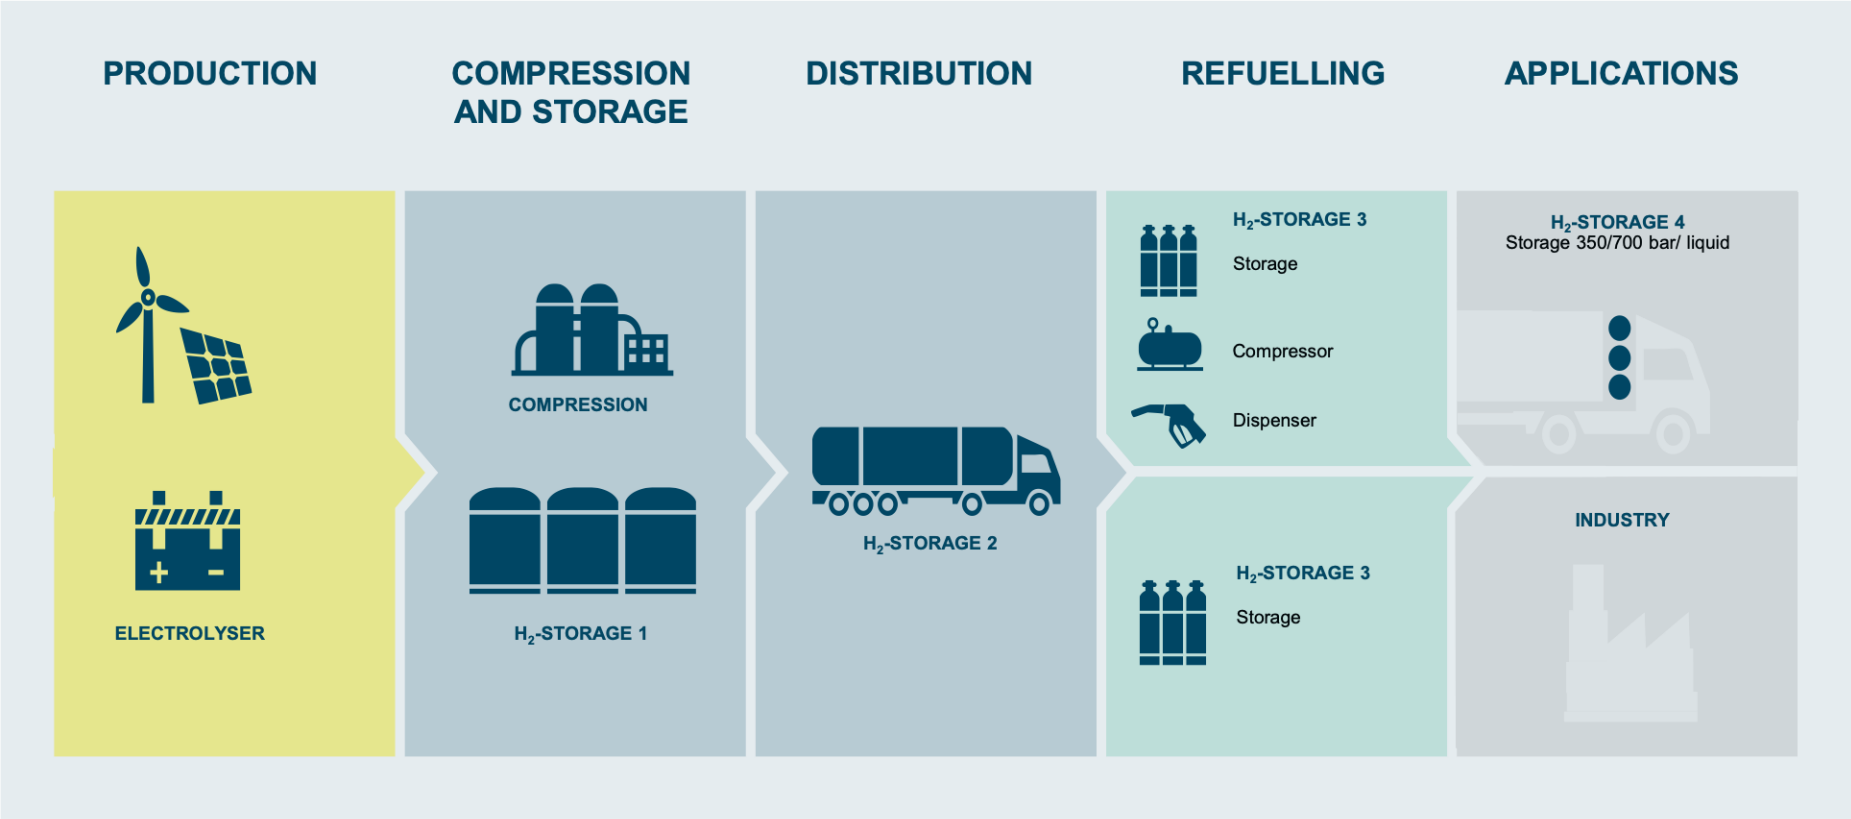 PRODUCTION
COMPRESSION
AND STORAGE
DISTRIBUTION
REFUELLING
APPLICATIONS
ELECTROLYSER
+ −
COMPRESSION
H₂-STORAGE 1
H₂-STORAGE 2
H₂-STORAGE 3
Storage
Compressor
Dispenser
H₂-STORAGE 3
Storage
H₂-STORAGE 4
Storage 350/700 bar/ liquid
INDUSTRY